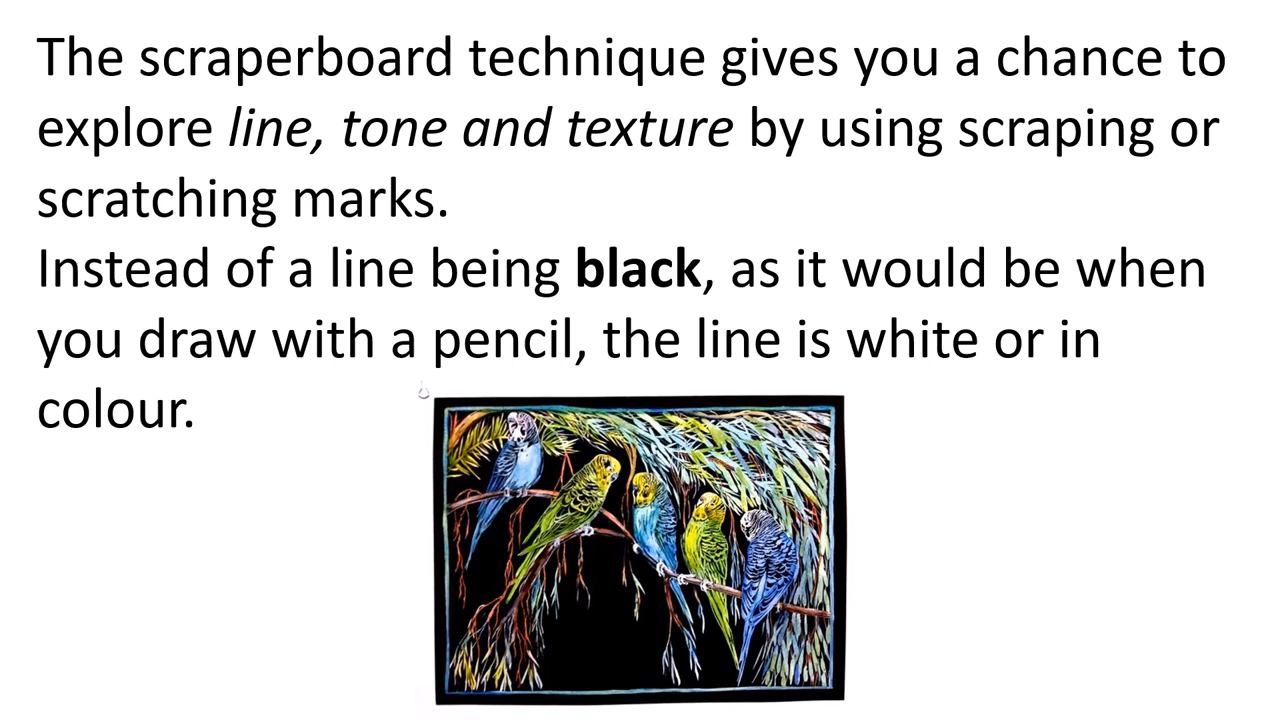 The scraperboard technique gives you a chance to
explore line, tone and texture by using scraping or
scratching marks.
Instead of a line being black, as it would be when
you draw with a pencil, the line is white or in
colour.